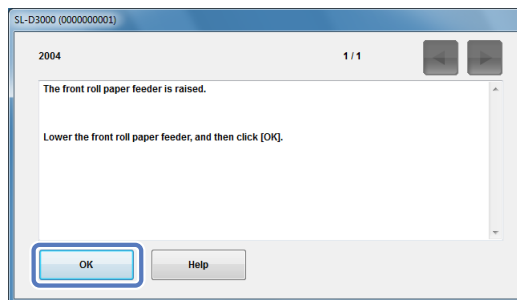 SL-D3000 (0000000001)
2004 1 / 1
The front roll paper feeder is raised.
Lower the front roll paper feeder, and then click [OK].
OK Help